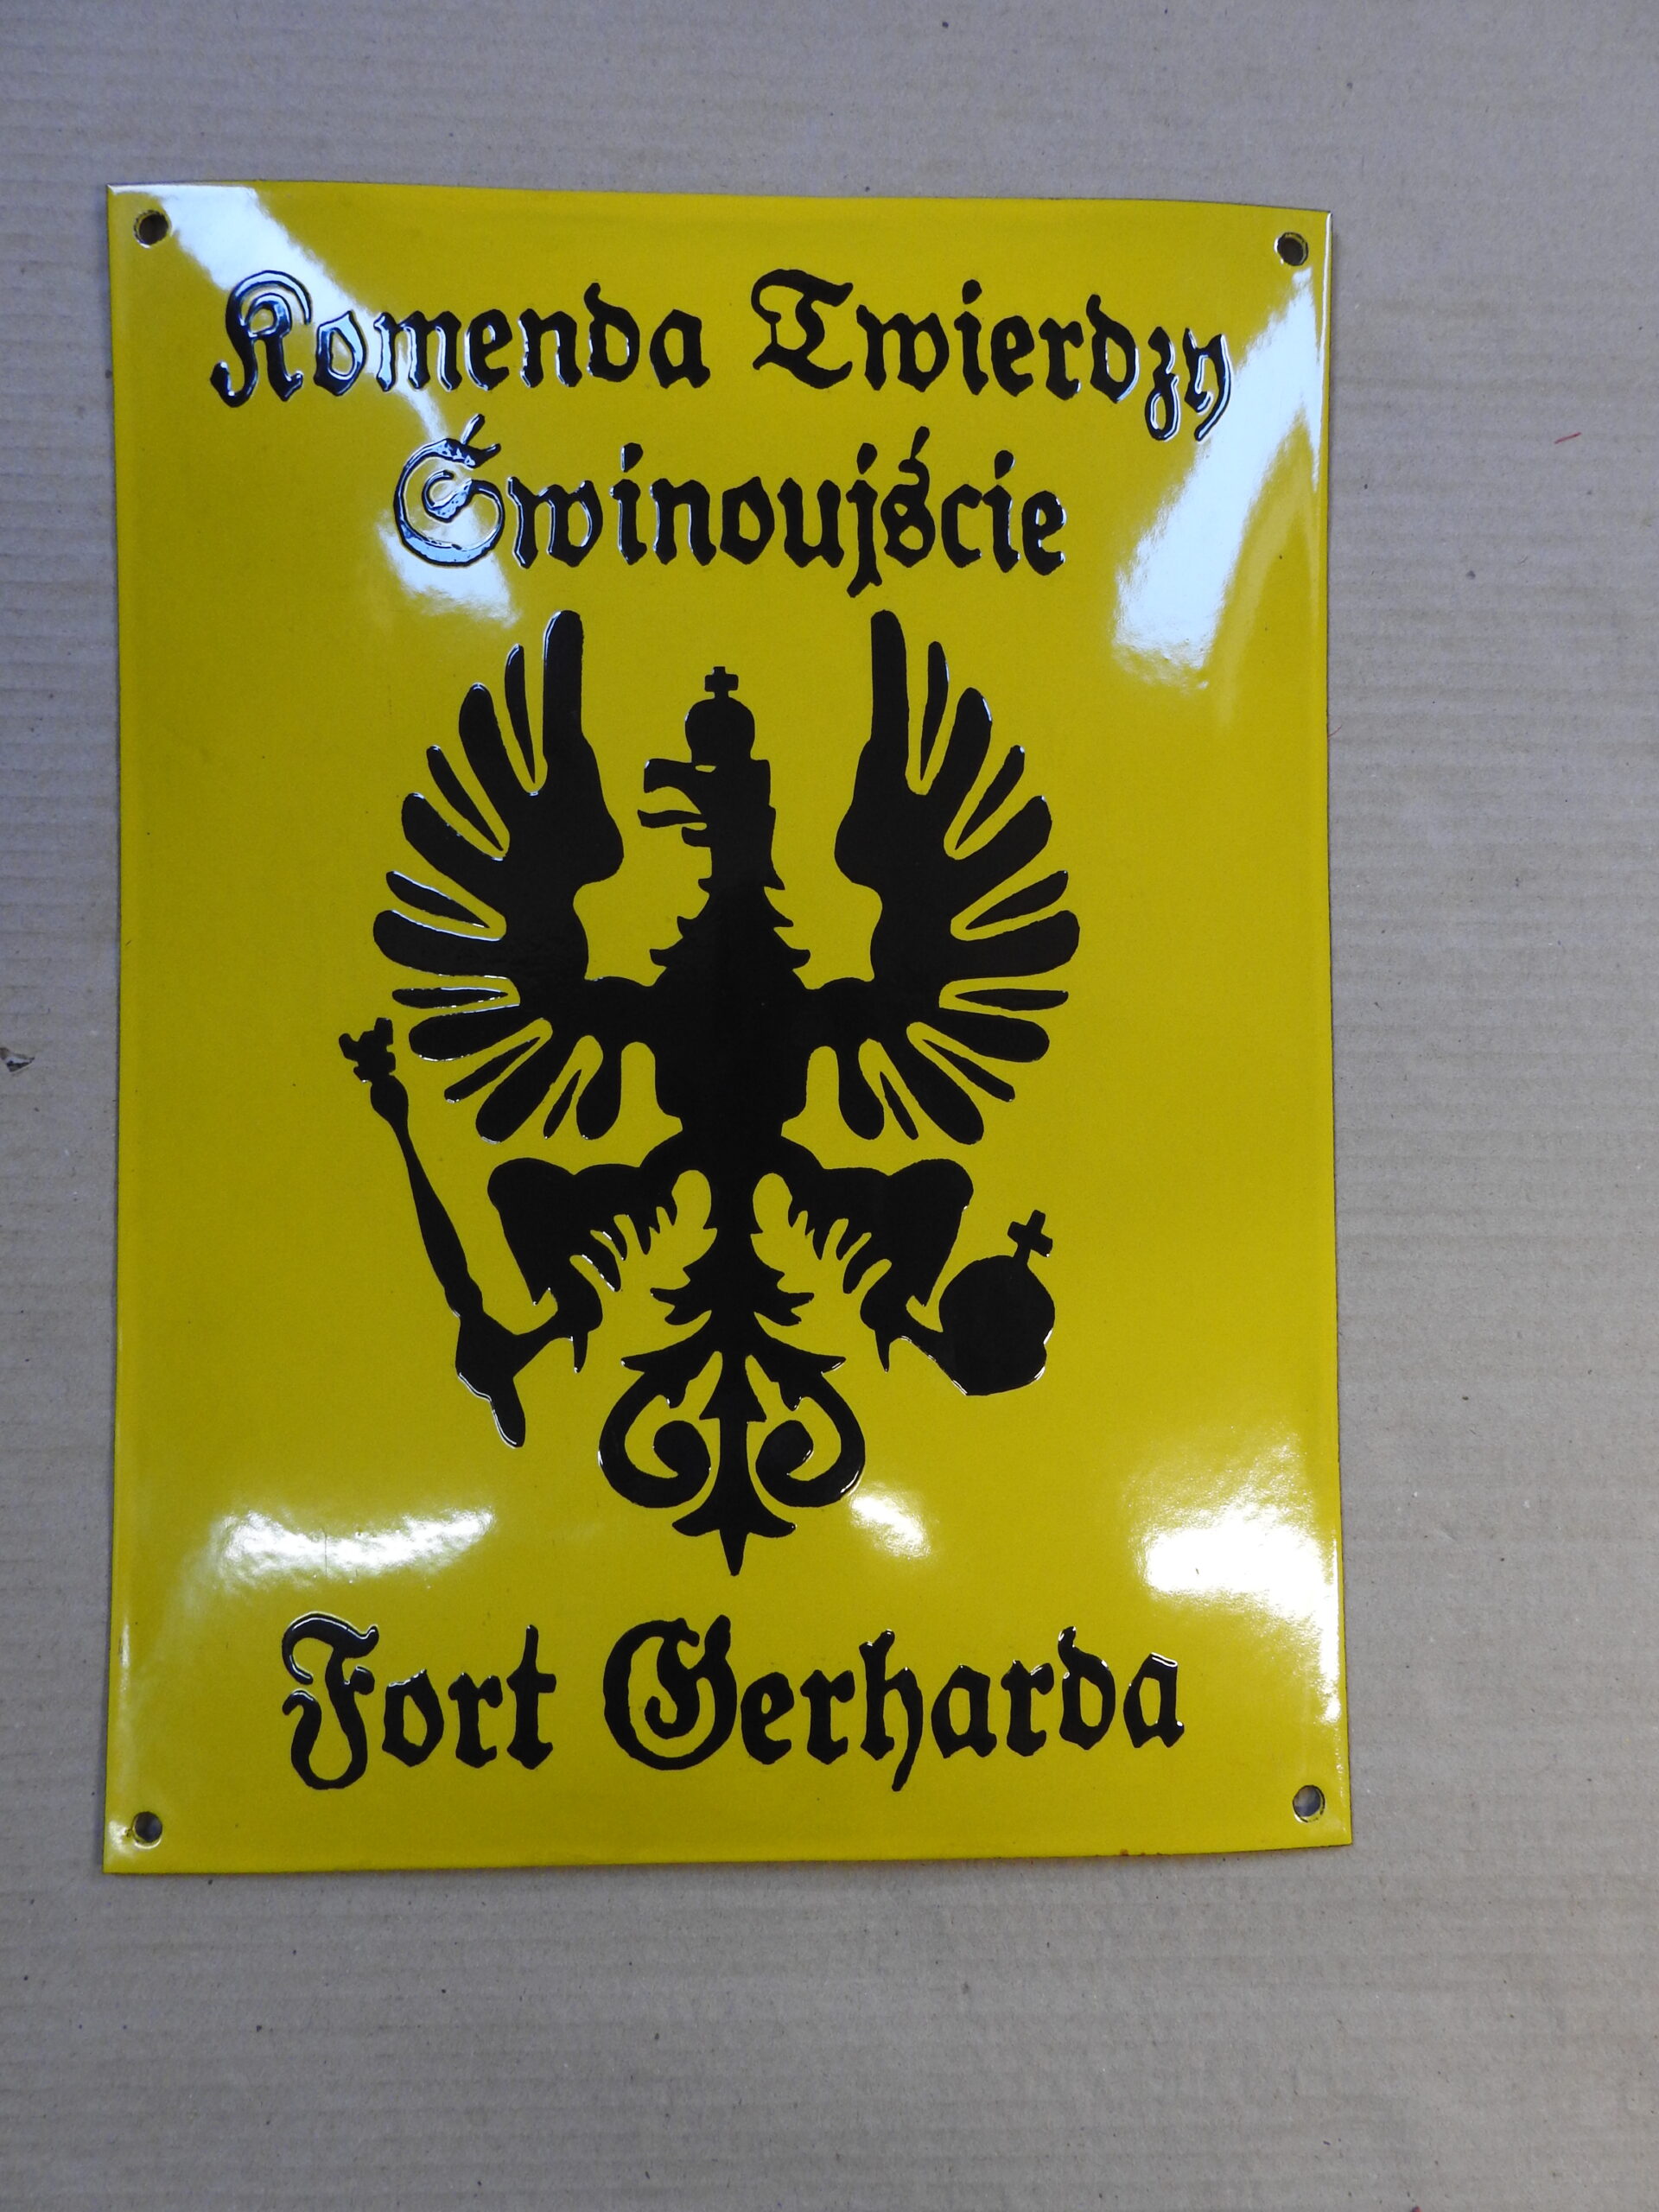 Komenda Twierdzy
Świnoujście
Fort Gerharda